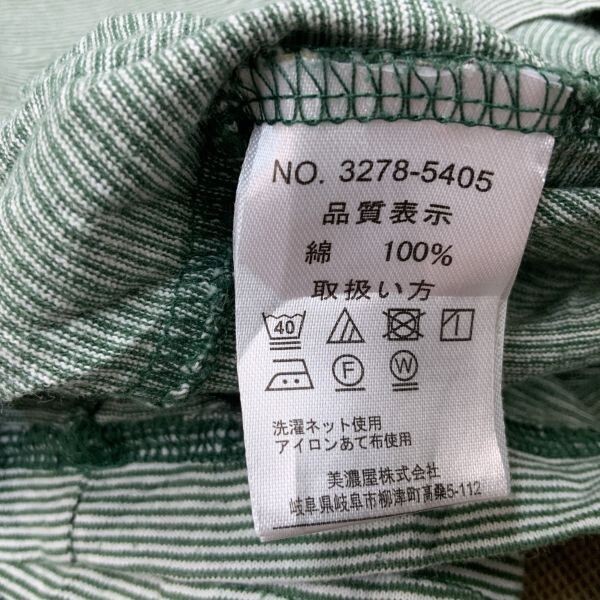 NO. 3278-5405
品質表示
綿 100%
取扱い方
40
F W
洗濯ネット使用
アイロンあて布使用
美濃屋株式会社
岐阜県岐阜市柳津町高桑5-112